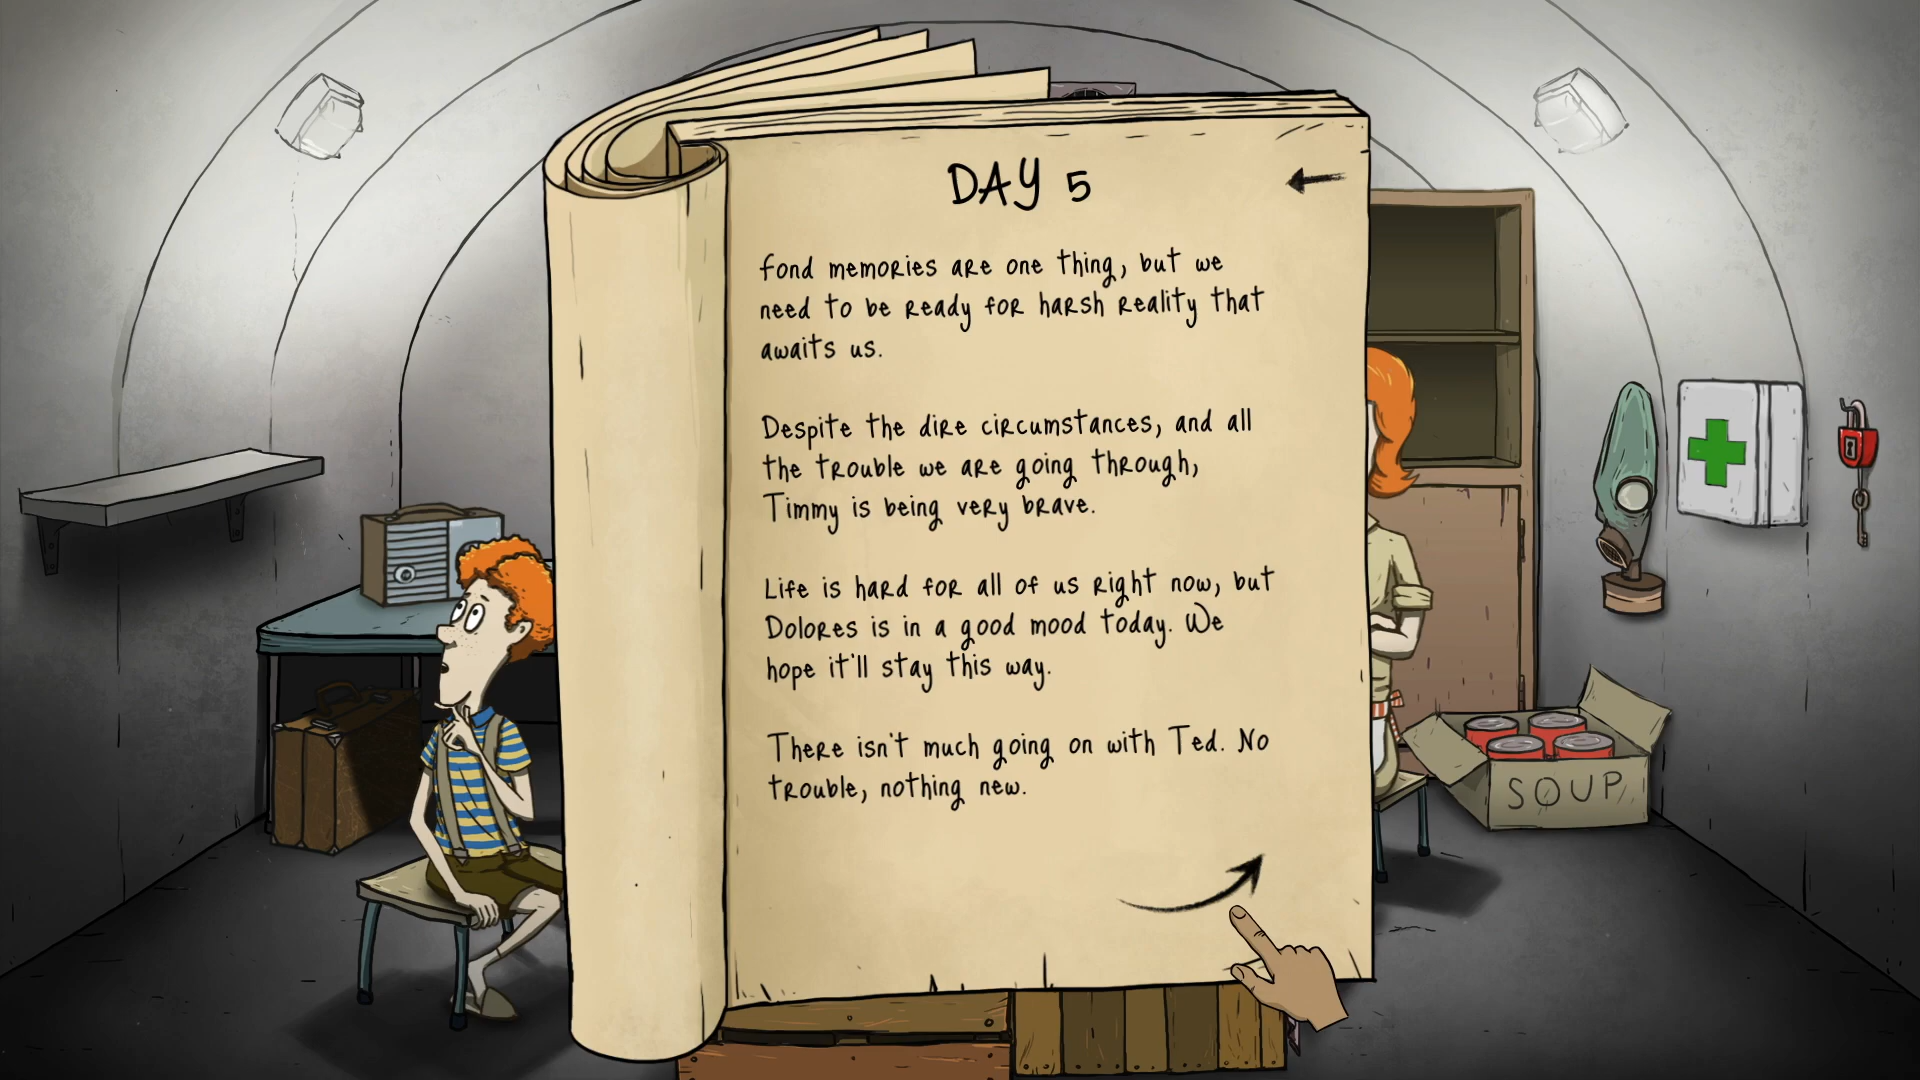 DAY 5
Fond memories are one thing, but we
need to be ready for harsh reality that
awaits us.
Despite the dire circumstances, and all
the trouble we are going through,
Timmy is being very brave.
Life is hard for all of us right now, but
Dolores is in a good mood today. We
hope it'll stay this way.
There isn't much going on with Ted. No
trouble, nothing new.
SOUP